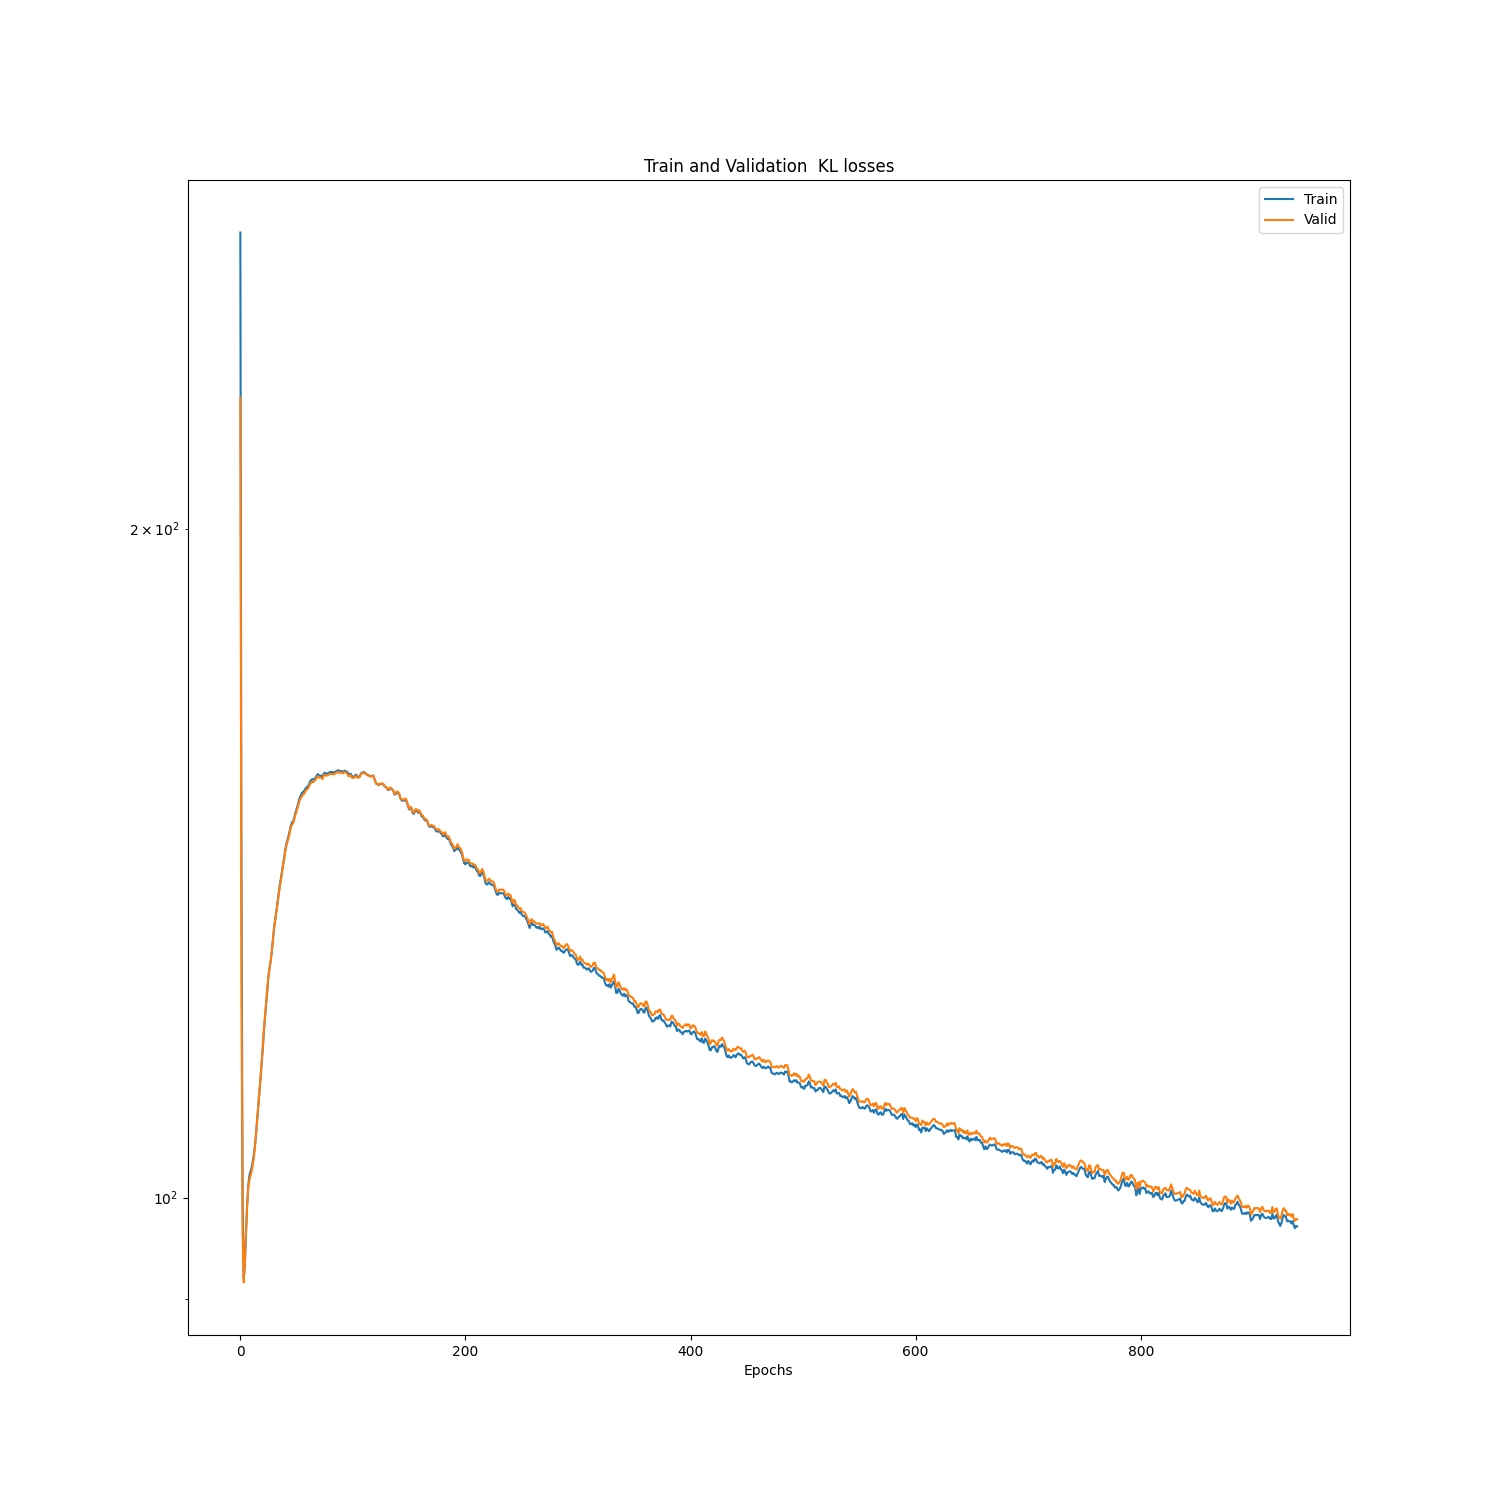 Train and Validation  KL losses
Train
Valid
2 × 10²
10²
0 200 400 600 800
Epochs